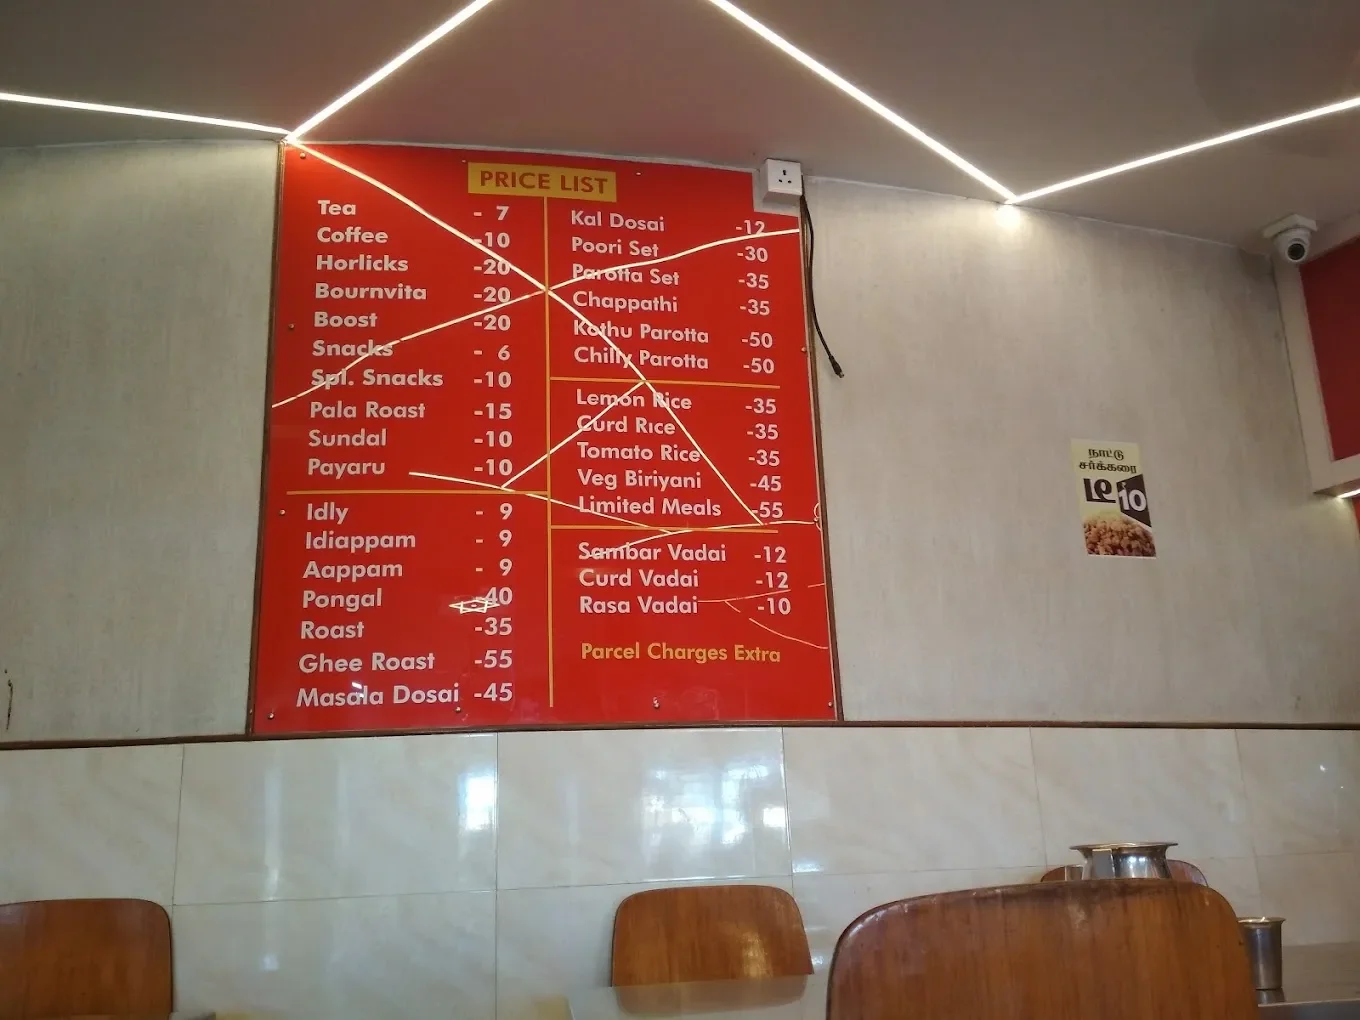 PRICE LIST
Tea - 7
Coffee -10
Horlicks -20
Bournvita -20
Boost -20
Snacks - 6
Spl. Snacks -10
Pala Roast -15
Sundal -10
Payaru -10
Idly - 9
Idiappam - 9
Aappam - 9
Pongal -40
Roast -35
Ghee Roast -55
Masala Dosai -45
Kal Dosai -12
Poori Set -30
Parotta Set -35
Chappathi -35
Kothu Parotta -50
Chilly Parotta -50
Lemon Rice -35
Curd Rice -35
Tomato Rice -35
Veg Biriyani -45
Limited Meals -55
Sambar Vadai -12
Curd Vadai -12
Rasa Vadai -10
Parcel Charges Extra
நாட்டு
சர்க்கரை
டீ 10